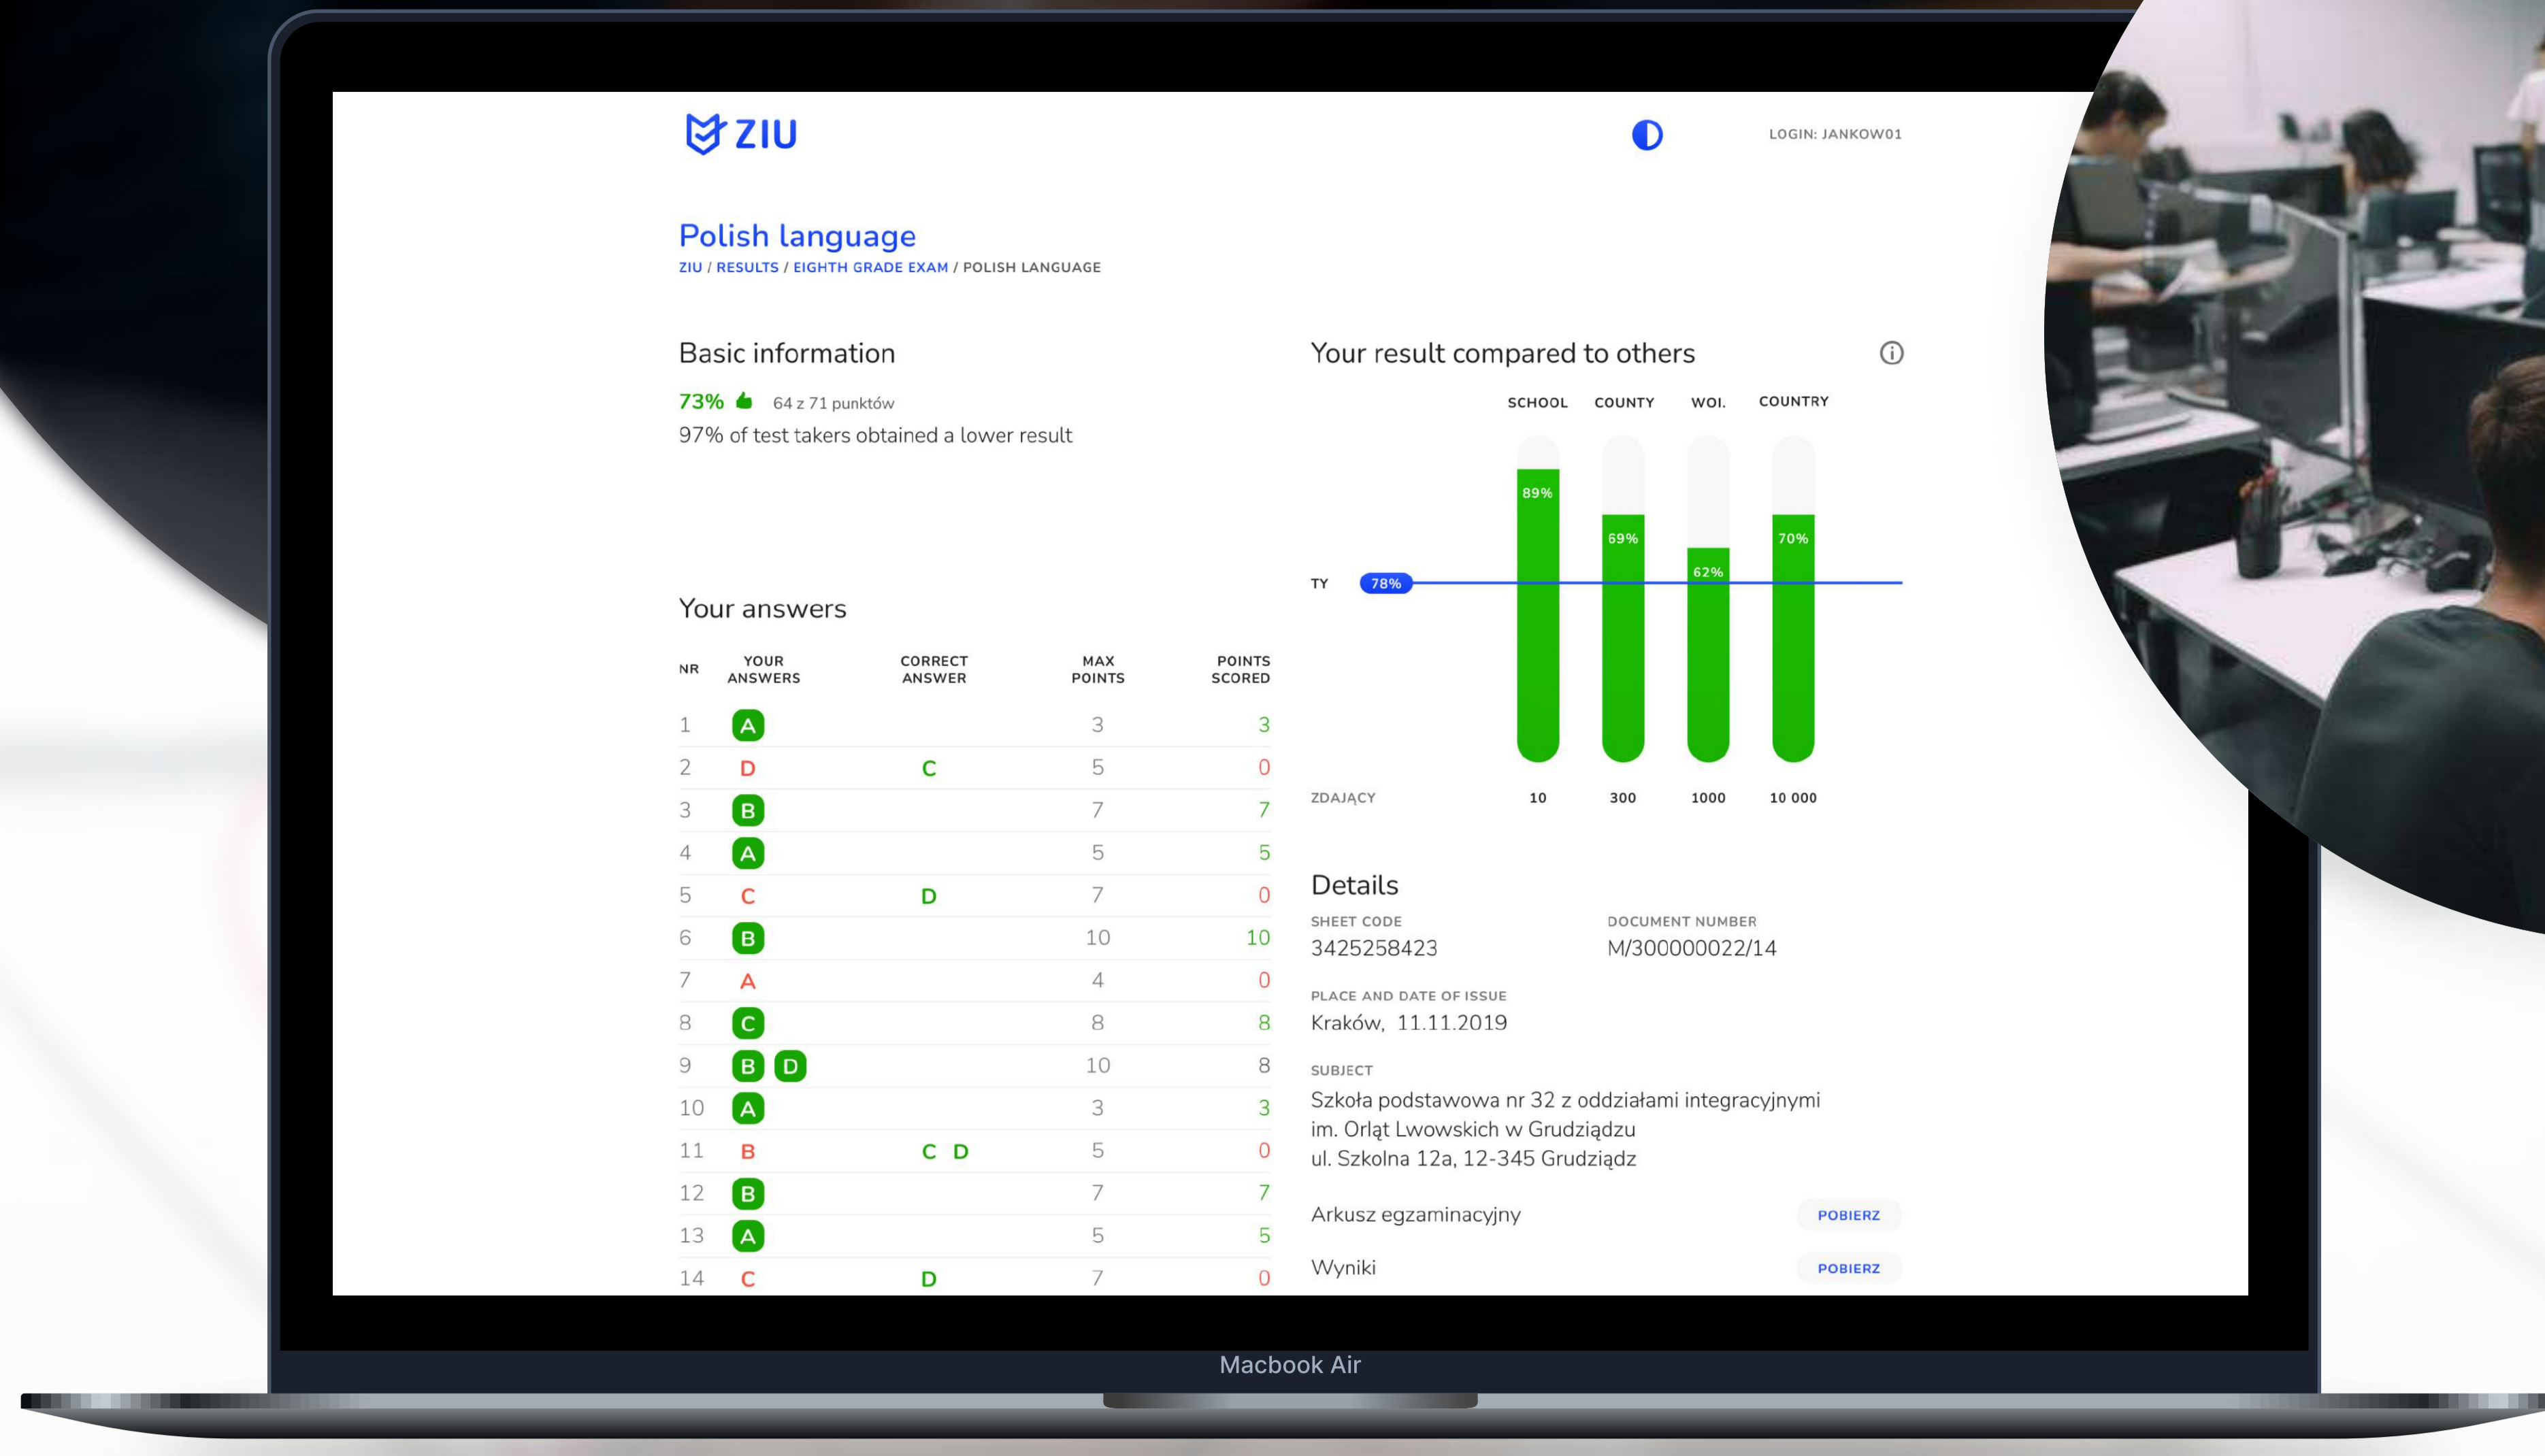 ZIU
LOGIN: JANKOW01
Polish language
ZIU / RESULTS / EIGHTH GRADE EXAM / POLISH LANGUAGE
Basic information
73% 64 z 71 punktów
97% of test takers obtained a lower result
Your answers
NR YOUR ANSWERS CORRECT ANSWER MAX POINTS POINTS SCORED
1 A 3 3
2 D C 5 0
3 B 7 7
4 A 5 5
5 C D 7 0
6 B 10 10
7 A 4 0
8 C 8 8
9 B D 10 8
10 A 3 3
11 B C D 5 0
12 B 7 7
13 A 5 5
14 C D 7 0
Your result compared to others
SCHOOL COUNTY WOI. COUNTRY
89%
69% 70%
62%
TY 78%
ZDAJĄCY 10 300 1000 10 000
Details
SHEET CODE DOCUMENT NUMBER
3425258423 M/300000022/14
PLACE AND DATE OF ISSUE
Kraków, 11.11.2019
SUBJECT
Szkoła podstawowa nr 32 z oddziałami integracyjnymi
im. Orląt Lwowskich w Grudziądzu
ul. Szkolna 12a, 12-345 Grudziądz
Arkusz egzaminacyjny POBIERZ
Wyniki POBIERZ
Macbook Air